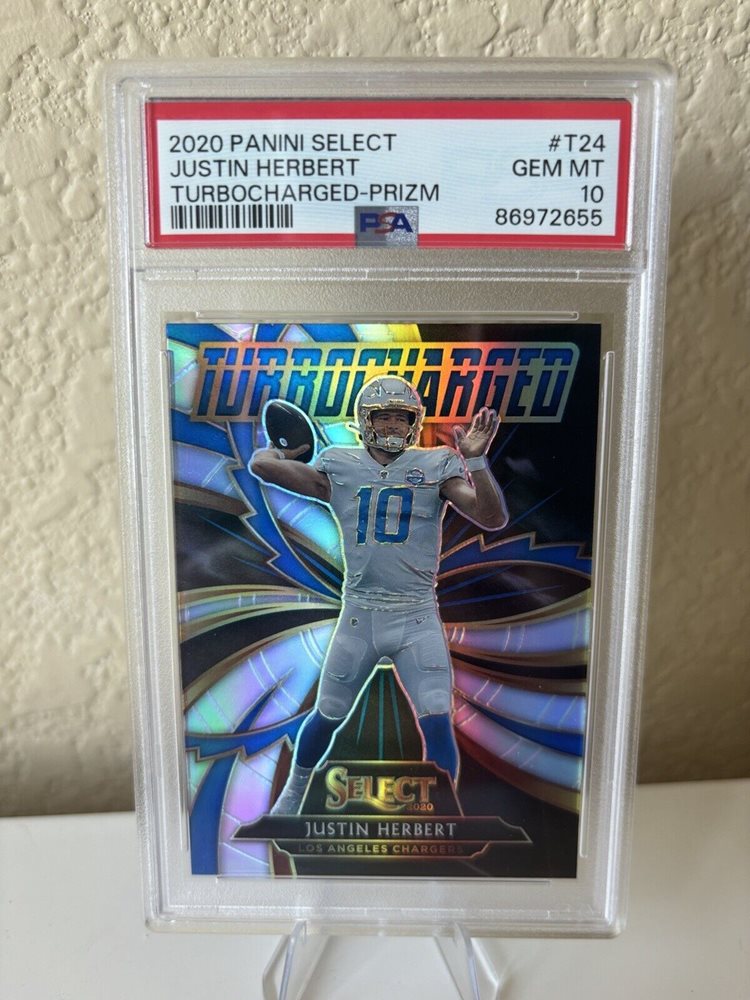 2020 PANINI SELECT #T24
JUSTIN HERBERT GEM MT
TURBOCHARGED-PRIZM 10
PSA 86972655
TURBOCHARGED
10
SELECT
2020
JUSTIN HERBERT
LOS ANGELES CHARGERS